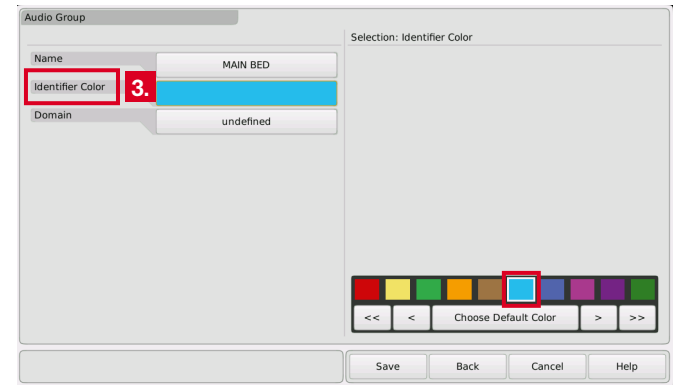 Audio Group
Selection: Identifier Color
Name
MAIN BED
Identifier Color
3.
Domain
undefined
<< < Choose Default Color > >>
Save Back Cancel Help